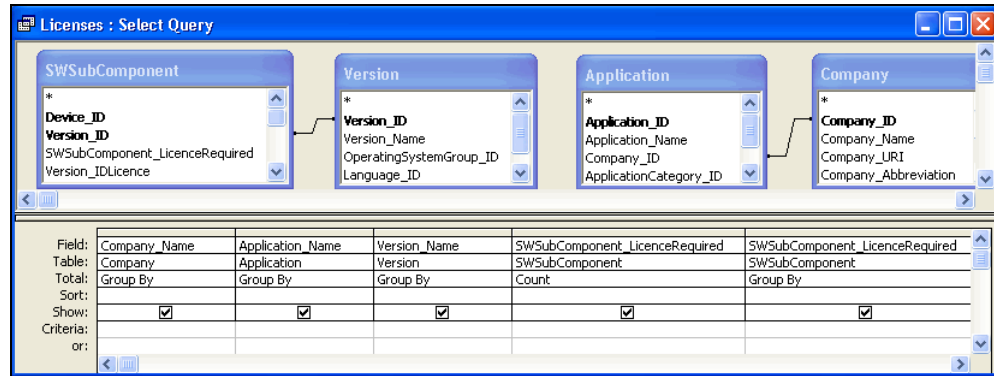 Licenses : Select Query
SWSubComponent
*
Device_ID
Version_ID
SWSubComponent_LicenceRequired
Version_IDLicence
Version
*
Version_ID
Version_Name
OperatingSystemGroup_ID
Language_ID
Application
*
Application_ID
Application_Name
Company_ID
ApplicationCategory_ID
Company
*
Company_ID
Company_Name
Company_URI
Company_Abbreviation
Field: Company_Name Application_Name Version_Name SWSubComponent_LicenceRequired SWSubComponent_LicenceRequired
Table: Company Application Version SWSubComponent SWSubComponent
Total: Group By Group By Group By Count Group By
Sort:
Show:
Criteria:
or: